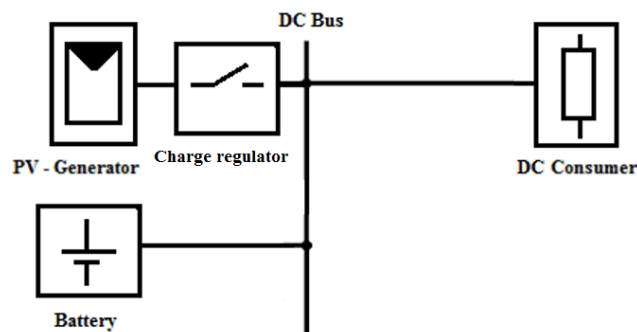 DC Bus
Charge regulator
PV - Generator
DC Consumer
Battery